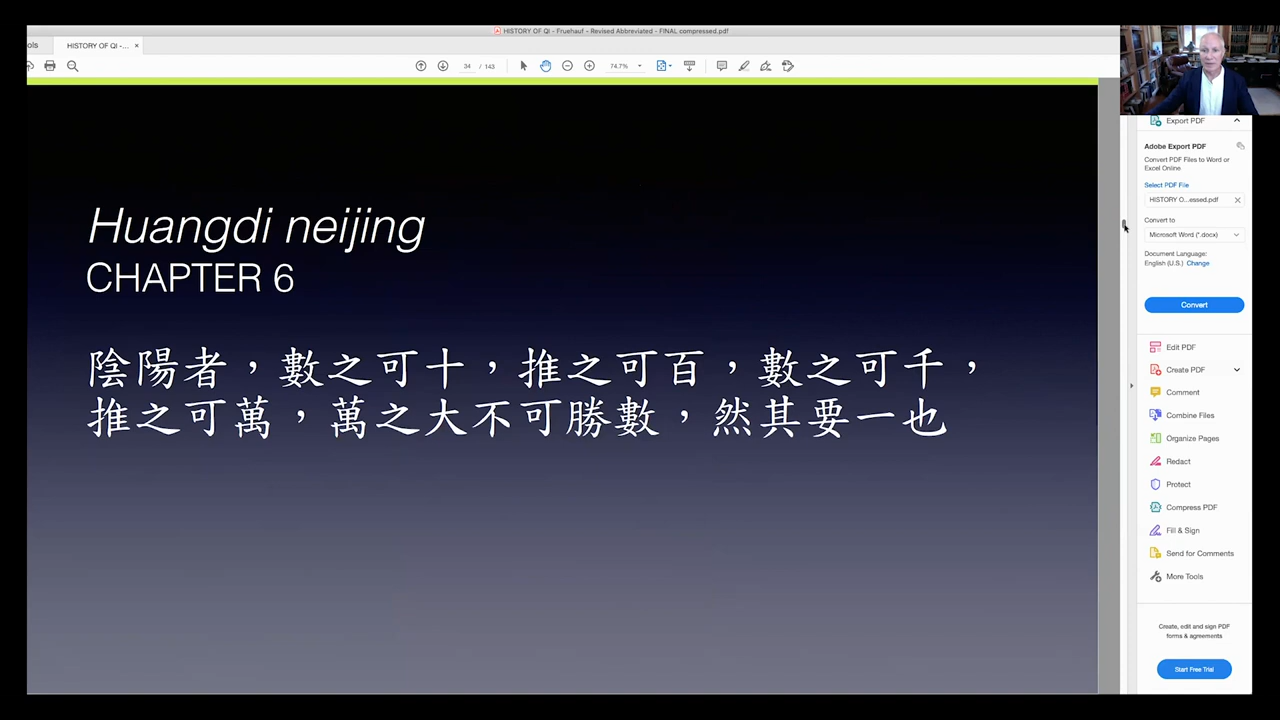 HISTORY OF QI - Fruehauf - Revised Abbreviated - FINAL compressed.pdf
ols
HISTORY OF QI -... ×
34 / 143
74.7%
Huangdi neijing
CHAPTER 6
陰陽者，數之可十，推之可百，數之可千，
推之可萬，萬之大不可勝數，然其要一也
Export PDF
Adobe Export PDF
Convert PDF Files to Word or
Excel Online
Select PDF File
HISTORY O...essed.pdf
Convert to
Microsoft Word (*.docx)
Document Language:
English (U.S.) Change
Convert
Edit PDF
Create PDF
Comment
Combine Files
Organize Pages
Redact
Protect
Compress PDF
Fill & Sign
Send for Comments
More Tools
Create, edit and sign PDF
forms & agreements
Start Free Trial